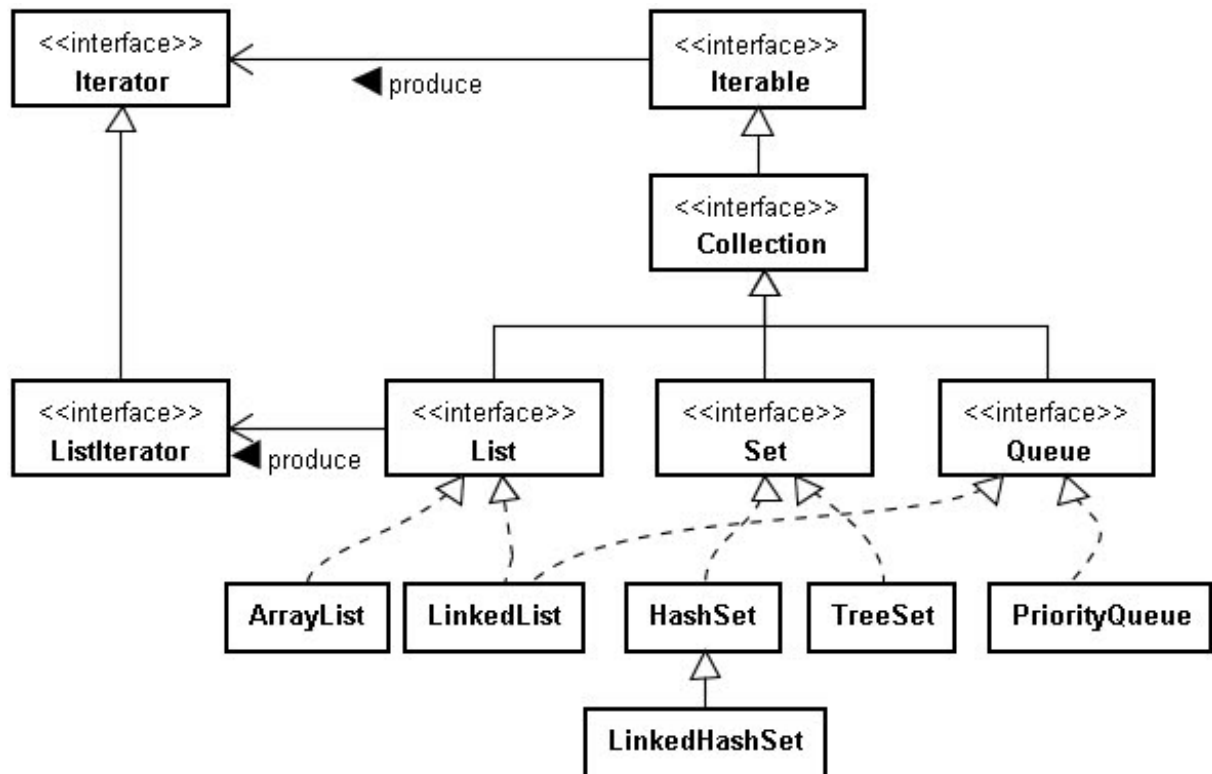 <<interface>>
Iterator
<<interface>>
Iterable
produce
<<interface>>
Collection
<<interface>>
ListIterator
produce
<<interface>>
List
<<interface>>
Set
<<interface>>
Queue
ArrayList
LinkedList
HashSet
TreeSet
PriorityQueue
LinkedHashSet